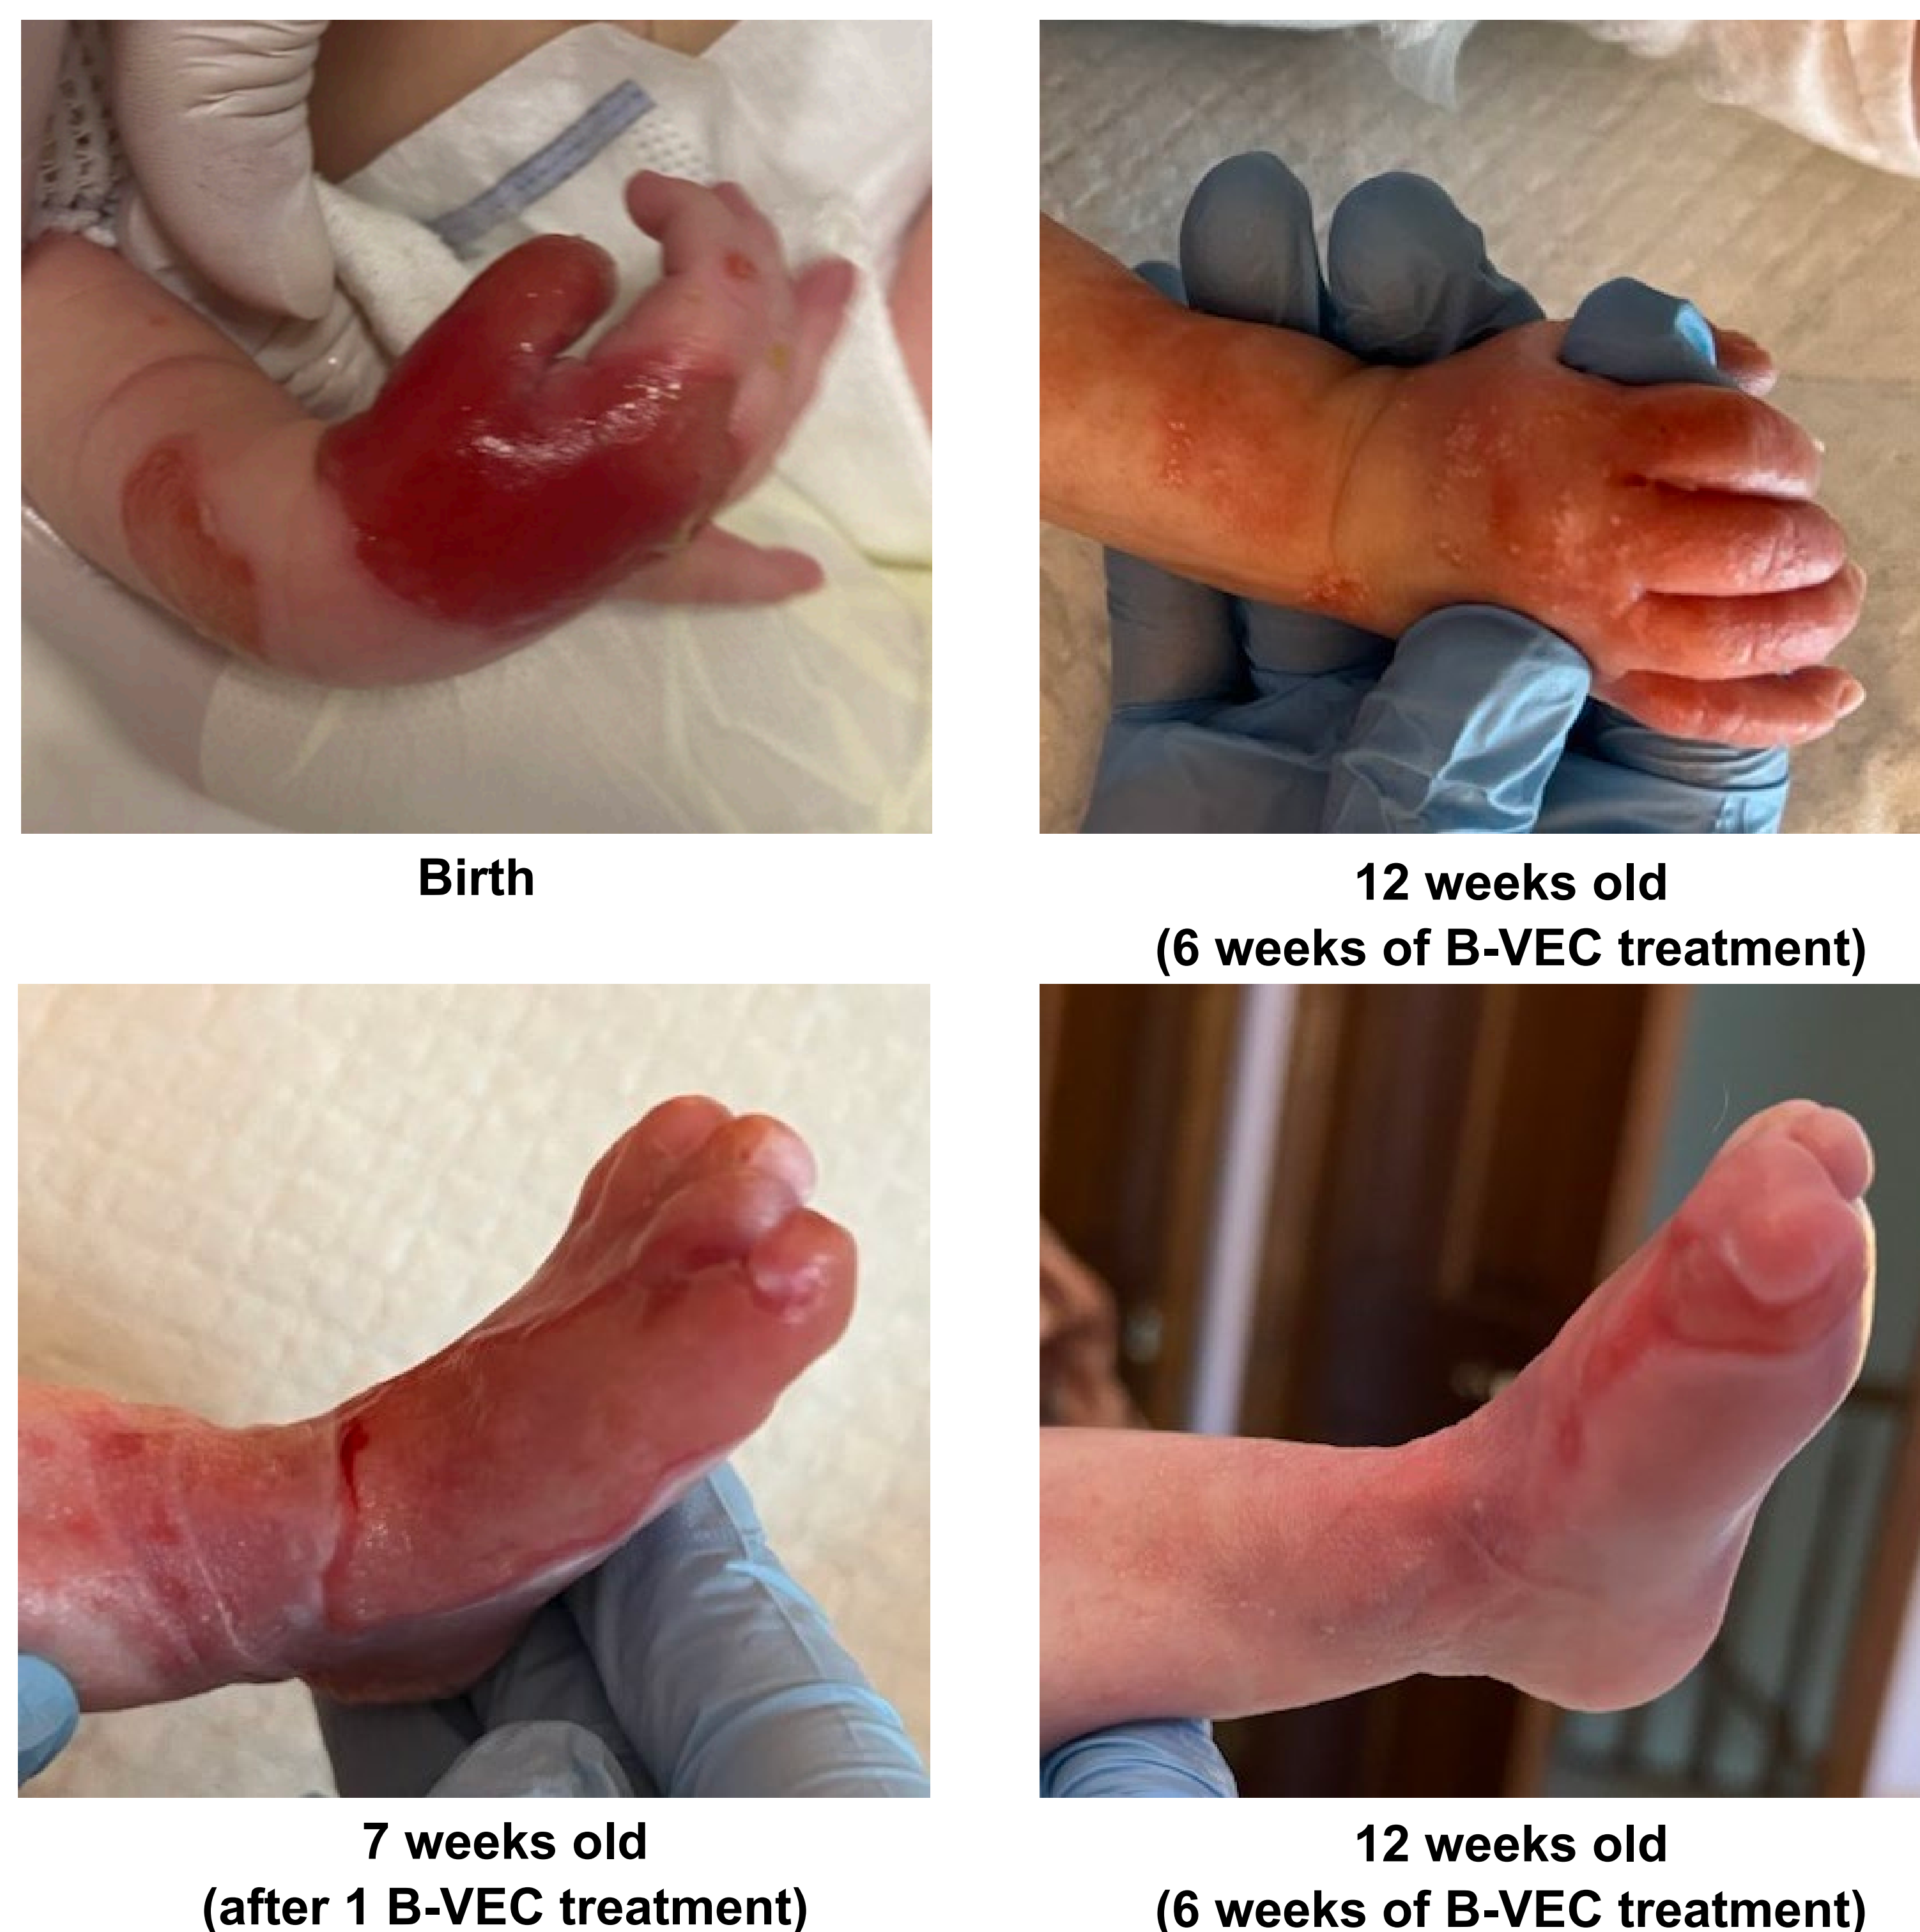 Birth
12 weeks old
(6 weeks of B-VEC treatment)
7 weeks old
(after 1 B-VEC treatment)
12 weeks old
(6 weeks of B-VEC treatment)